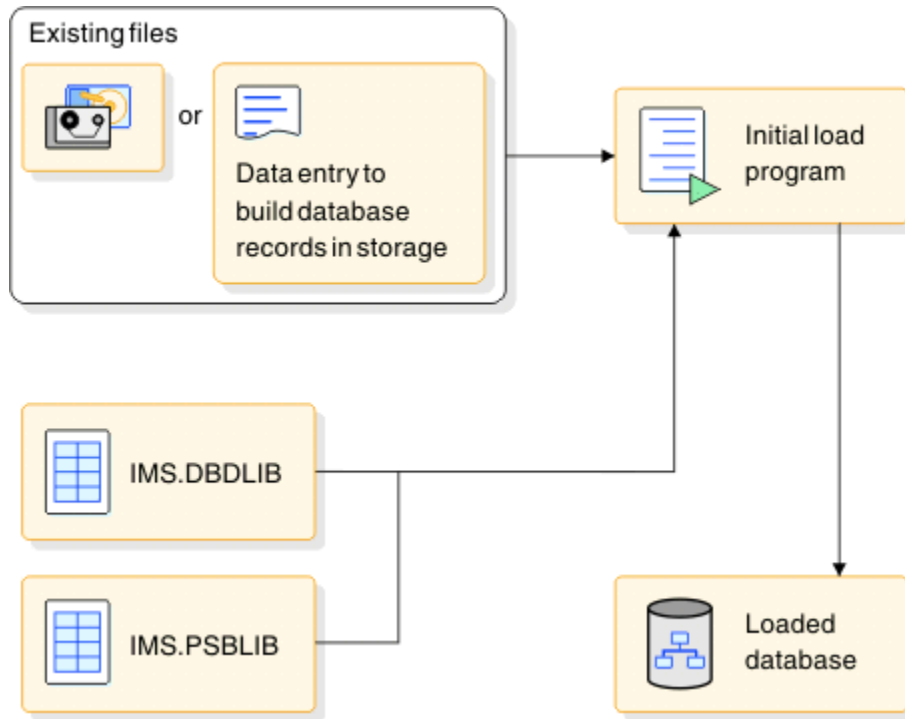 Existing files
or
Data entry to
build database
records in storage
Initial load
program
IMS.DBDLIB
IMS.PSBLIB
Loaded
database